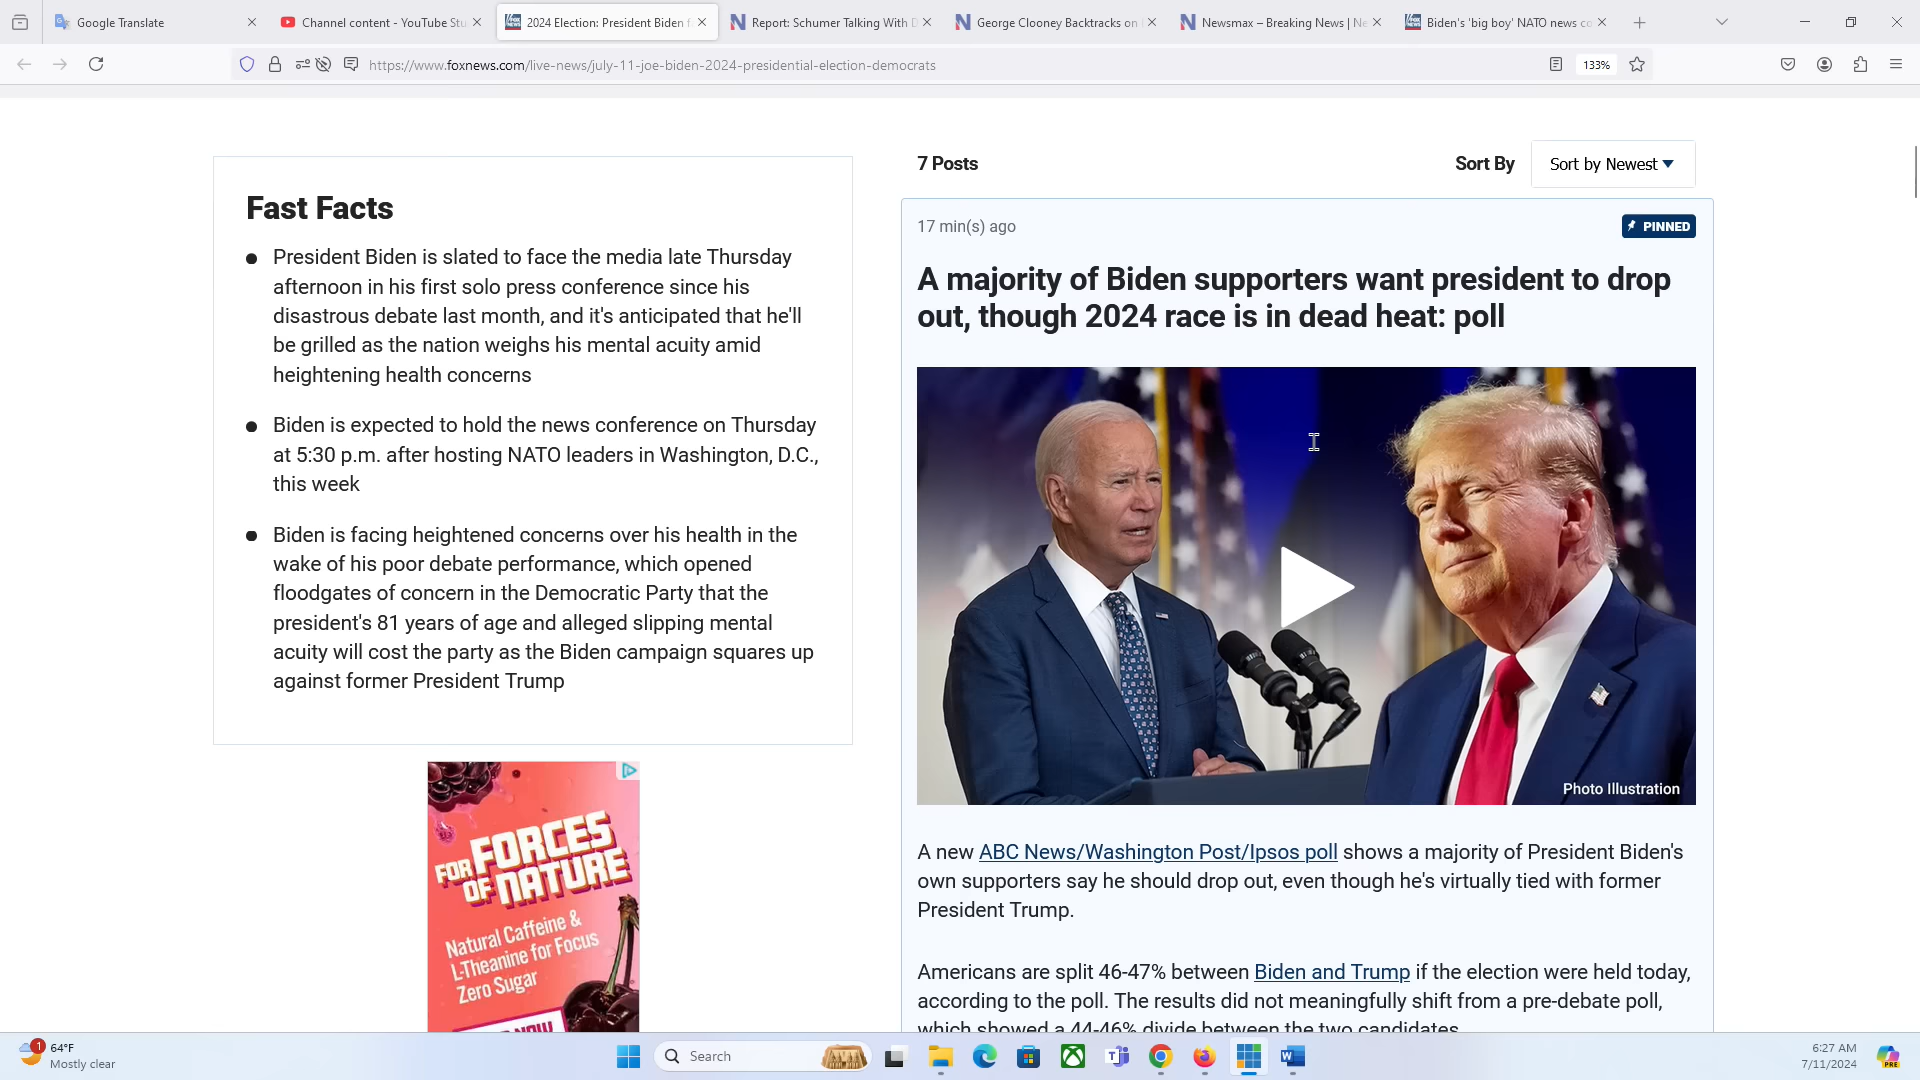 Google Translate
Channel content - YouTube Stu
2024 Election: President Biden f
Report: Schumer Talking With D
George Clooney Backtracks on
Newsmax – Breaking News | Ne
Biden's 'big boy' NATO news co
https://www.foxnews.com/live-news/july-11-joe-biden-2024-presidential-election-democrats
133%
Fast Facts
President Biden is slated to face the media late Thursday
afternoon in his first solo press conference since his
disastrous debate last month, and it's anticipated that he'll
be grilled as the nation weighs his mental acuity amid
heightening health concerns
Biden is expected to hold the news conference on Thursday
at 5:30 p.m. after hosting NATO leaders in Washington, D.C.,
this week
Biden is facing heightened concerns over his health in the
wake of his poor debate performance, which opened
floodgates of concern in the Democratic Party that the
president's 81 years of age and alleged slipping mental
acuity will cost the party as the Biden campaign squares up
against former President Trump
FOR FORCES
OF NATURE
Natural Caffeine &
L-Theanine for Focus
Zero Sugar
NOW
7 Posts
Sort By
Sort by Newest
17 min(s) ago
PINNED
A majority of Biden supporters want president to drop
out, though 2024 race is in dead heat: poll
Photo Illustration
A new ABC News/Washington Post/Ipsos poll shows a majority of President Biden's
own supporters say he should drop out, even though he's virtually tied with former
President Trump.
Americans are split 46-47% between Biden and Trump if the election were held today,
according to the poll. The results did not meaningfully shift from a pre-debate poll,
which showed a 44-46% divide between the two candidates.
1
64°F
Mostly clear
Search
6:27 AM
7/11/2024
PRE